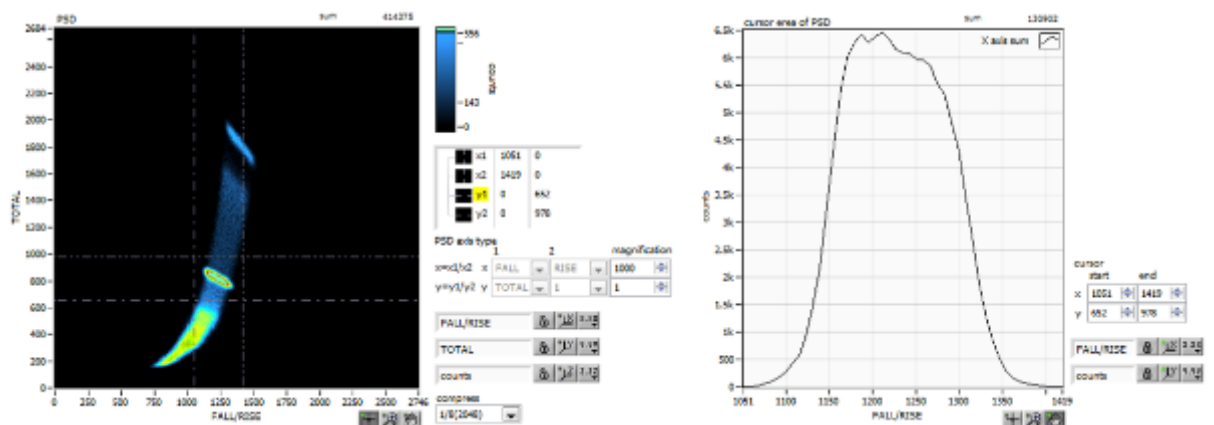 PSD
sum 414275
2684
2400
2200
2000
1800
1600
1400
1200
1000
800
600
400
200
0
TOTAL
0 250 500 750 1000 1250 1500 1750 2000 2250 2746
FALL/RISE
556
143
0
counts
x1 1051 0
x2 1419 0
y1 0 652
y2 0 978
PSD axis type
1 2 magnification
x=x1/x2 x FALL RISE 1000
y=y1/y2 y TOTAL 1 1
FALL/RISE
TOTAL
counts
compress
1/8(2048)
cursor area of PSD
sum 130902
X axis sum
6.5k
6k
5.5k
5k
4.5k
4k
3.5k
3k
2.5k
2k
1.5k
1k
500
0
counts
1051 1100 1150 1200 1250 1300 1350 1419
FALL/RISE
cursor
start end
x 1051 1419
y 652 978
FALL/RISE
counts